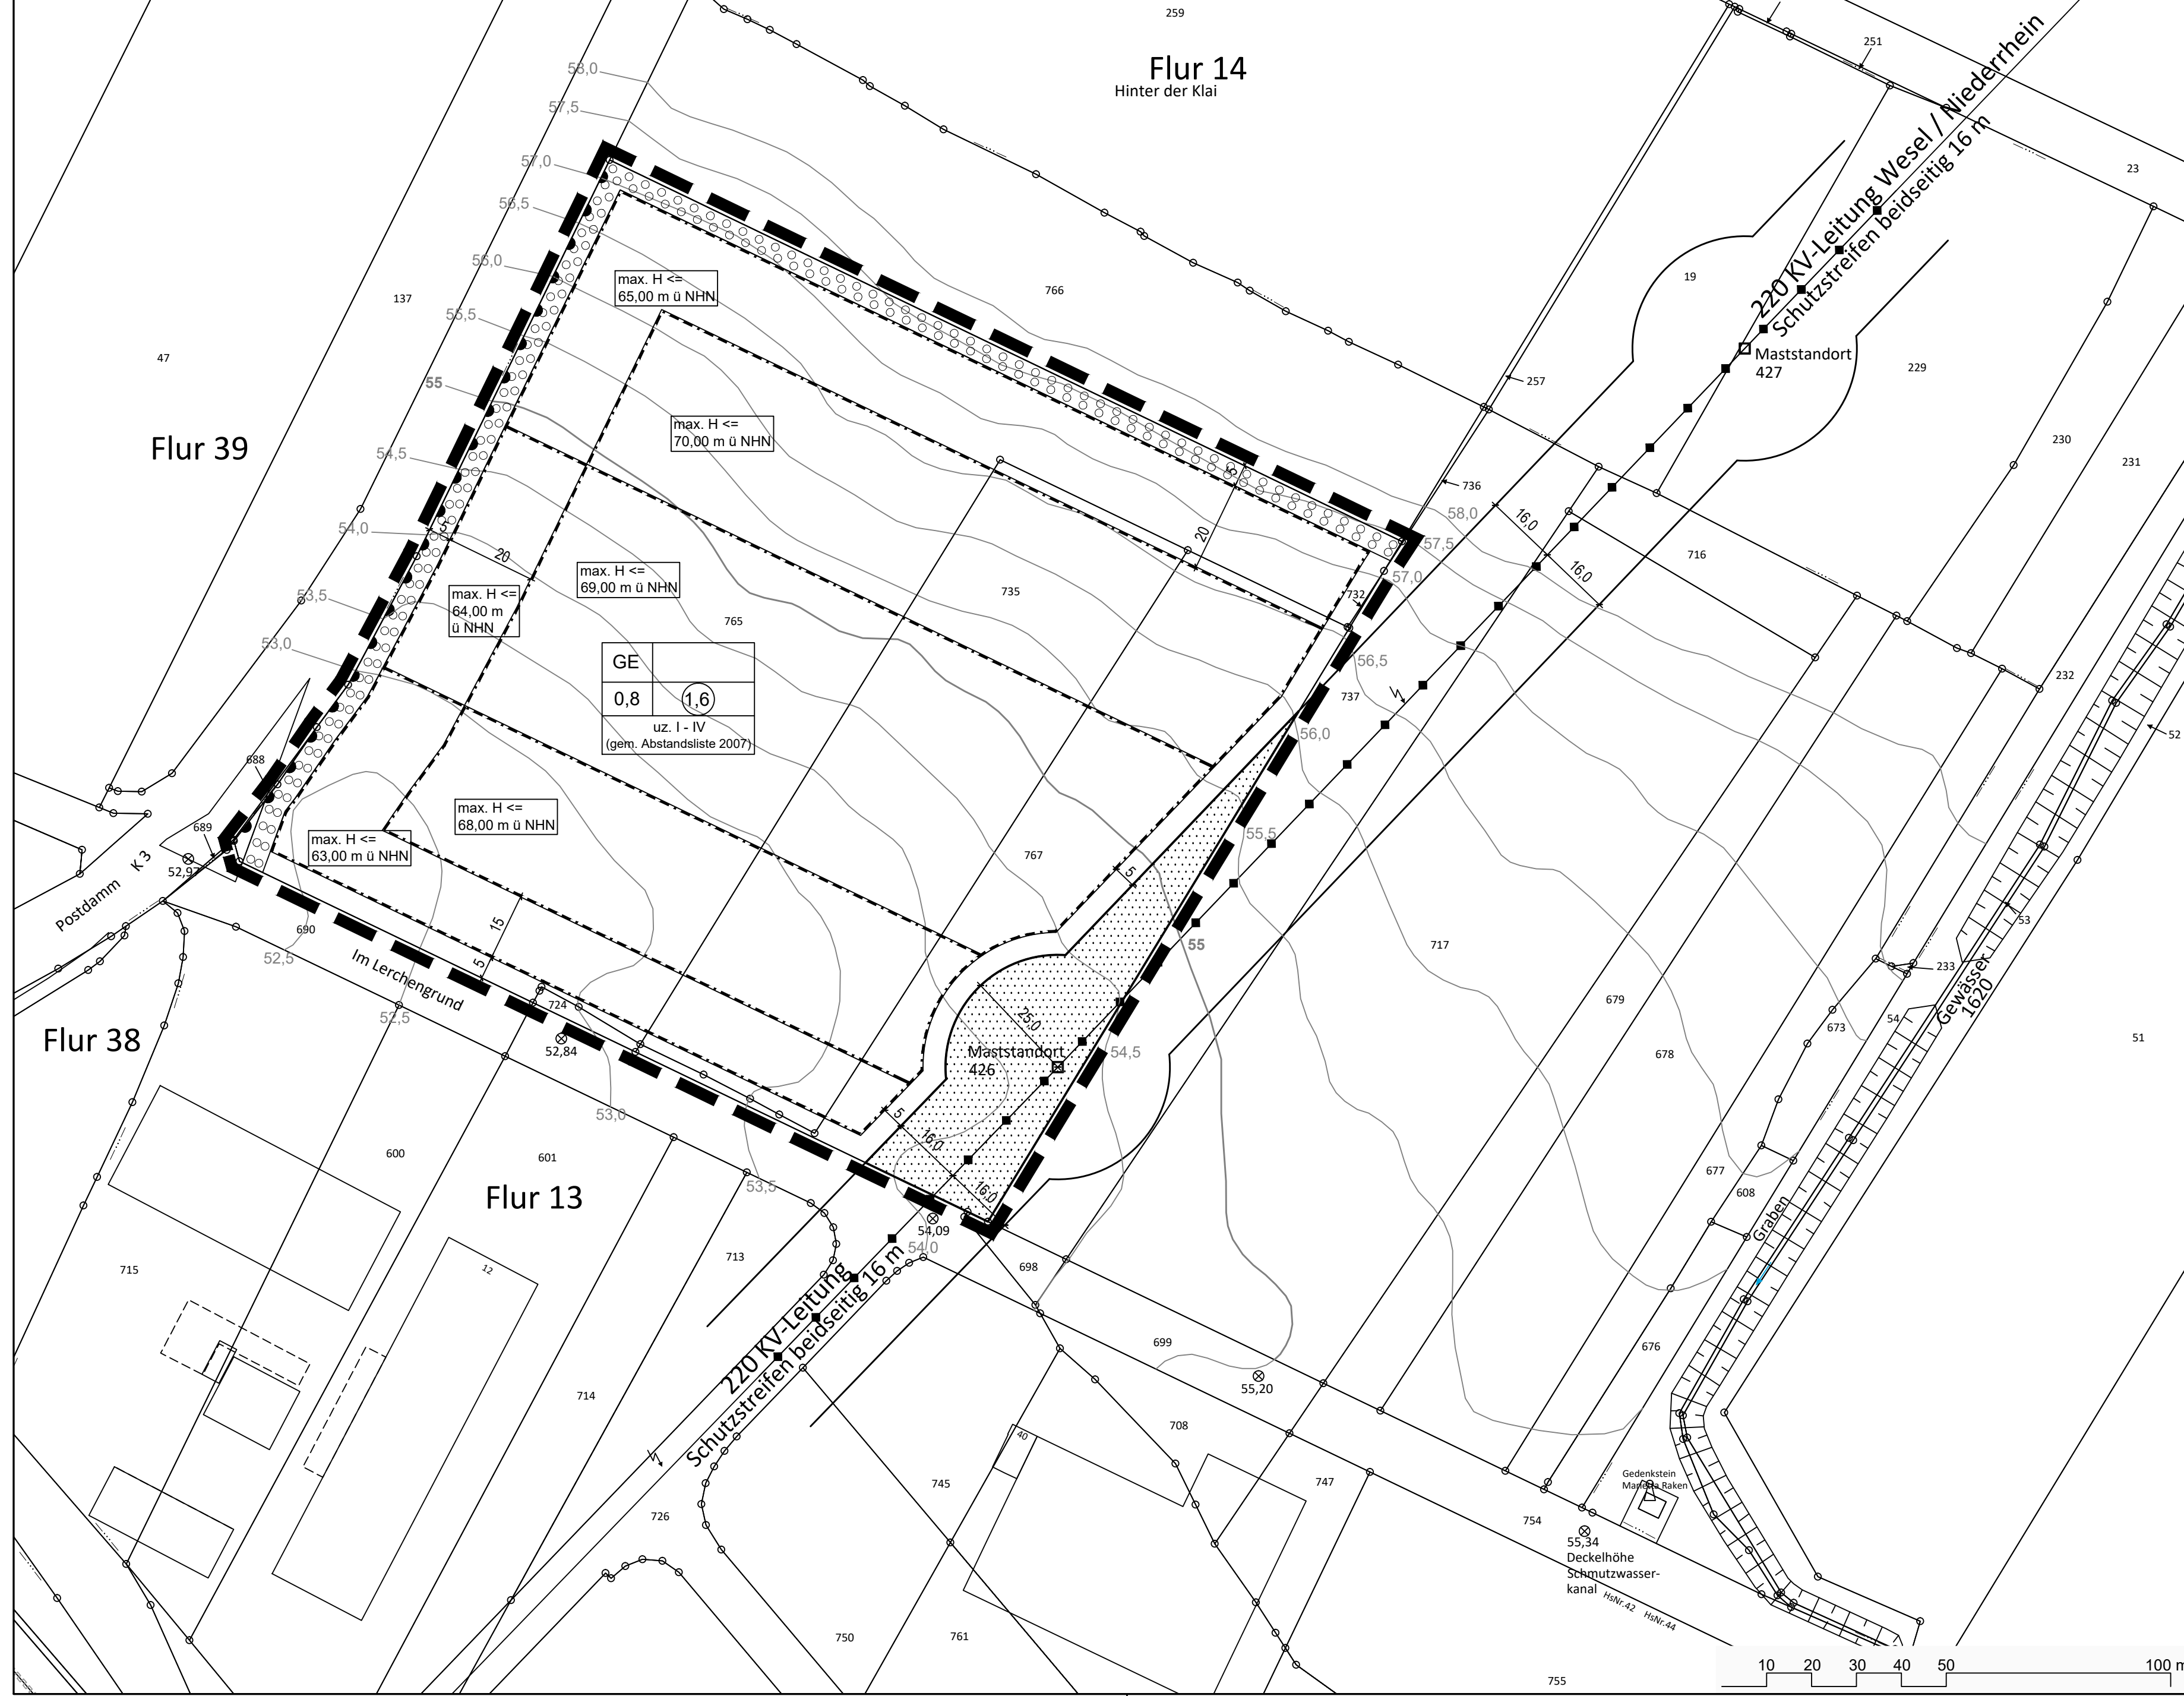 259
Flur 14
Hinter der Klai
251
23
58,0
57,5
57,0
56,5
56,0
55,5
55
54,5
54,0
53,5
53,0
220 KV-Leitung Wesel / Niederrhein
Schutzstreifen beidseitig 16 m
137
47
Flur 39
766
19
229
Maststandort
427
257
230
231
736
716
232
52
max. H <=
65,00 m ü NHN
max. H <=
70,00 m ü NHN
max. H <=
69,00 m ü NHN
max. H <=
64,00 m
ü NHN
max. H <=
68,00 m ü NHN
max. H <=
63,00 m ü NHN
5
20
5
20
765
735
732
GE
0,8
1,6
uz. I - IV
(gem. Abstandsliste 2007)
58,0
57,5
57,0
56,5
56,0
55,5
55
54,5
16,0
16,0
737
767
717
688
689
52,97
Postdamm
K 3
690
52,5
Im Lerchengrund
15
5
52,5
724
52,84
53,0
53,5
5
25,0
Maststandort
426
5
16,0
16,0
54,09
54,0
679
678
673
54
233
53
Gewässer
1620
51
Flur 38
Flur 13
600
601
715
12
713
714
698
699
677
608
Graben
676
220 KV-Leitung
Schutzstreifen beidseitig 16 m
55,20
708
40
745
747
726
754
Gedenkstein
Raken
55,34
Deckelhöhe
Schmutzwasser-
kanal
HsNr.42
HsNr.44
750
761
755
10 20 30 40 50 100 m